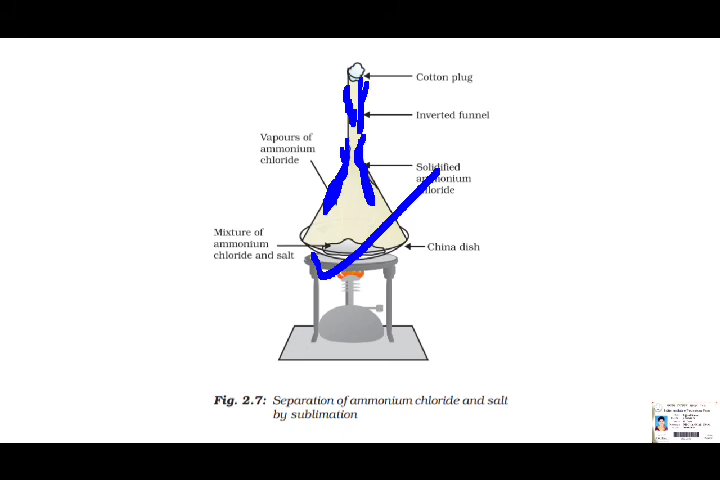 Cotton plug
Inverted funnel
Vapours of
ammonium
chloride
Solidified
ammonium
chloride
Mixture of
ammonium
chloride and salt
China dish
Fig. 2.7: Separation of ammonium chloride and salt
by sublimation